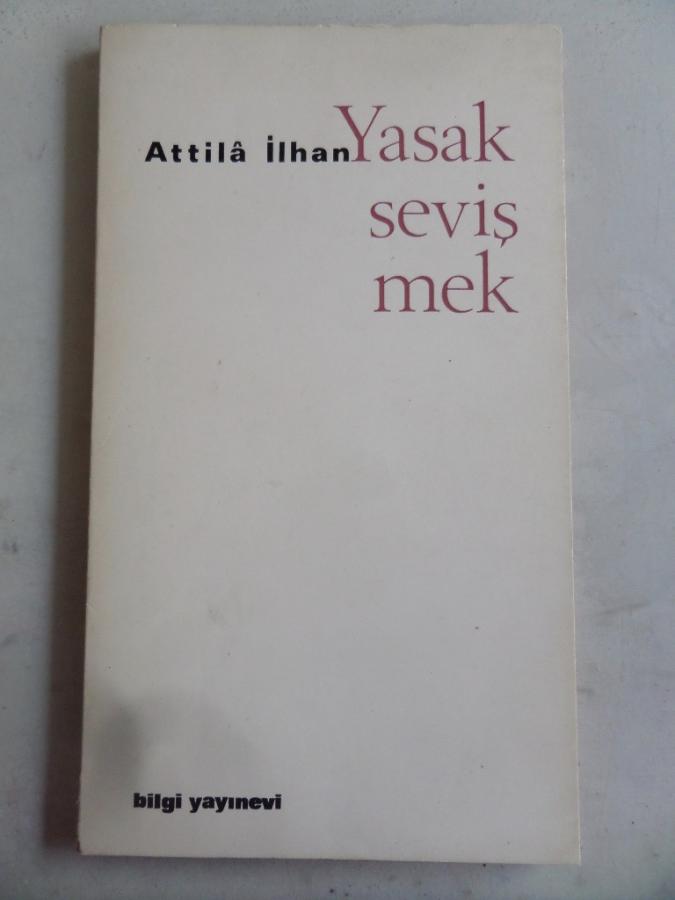 Attilâ İlhan Yasak
seviş
mek
bilgi yayınevi